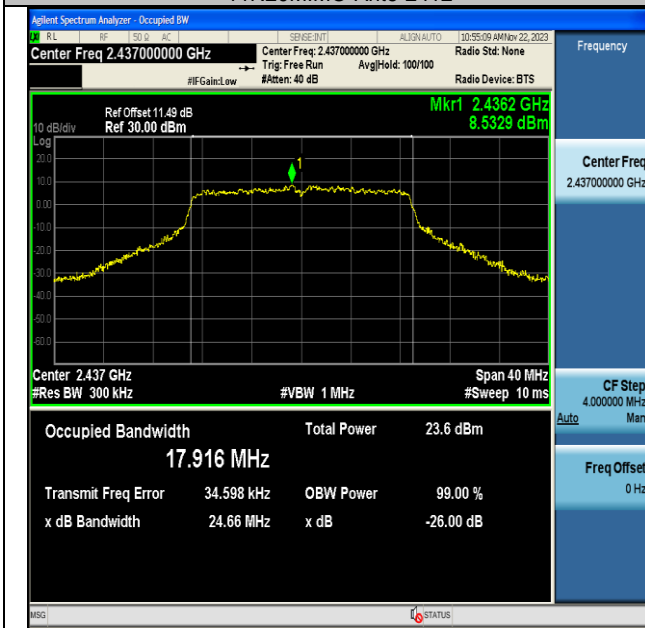 Agilent Spectrum Analyzer - Occupied BW
RL RF 50 Ω AC SENSE:INT ALIGN AUTO 10:55:09 AM Nov 22, 2023
Center Freq 2.437000000 GHz
Center Freq: 2.437000000 GHz
Radio Std: None
Trig: Free Run Avg|Hold: 100/100
#IFGain:Low #Atten: 40 dB Radio Device: BTS
Frequency
Ref Offset 11.49 dB
Mkr1 2.4362 GHz
10 dB/div Ref 30.00 dBm 8.5329 dBm
Log
20.0
10.0
0.00
-10.0
-20.0
-30.0
-40.0
-50.0
-60.0
1
Center Freq
2.437000000 GHz
Center 2.437 GHz Span 40 MHz
#Res BW 300 kHz #VBW 1 MHz #Sweep 10 ms
CF Step
4.000000 MHz
Auto Man
Occupied Bandwidth Total Power 23.6 dBm
17.916 MHz
Transmit Freq Error 34.598 kHz OBW Power 99.00 %
x dB Bandwidth 24.66 MHz x dB -26.00 dB
Freq Offset
0 Hz
MSG STATUS